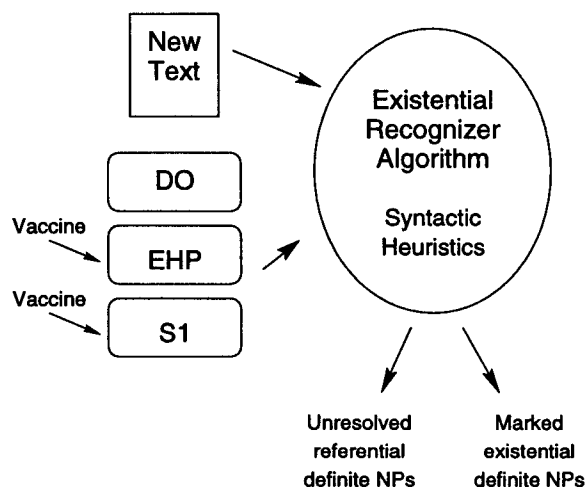 New
Text
Existential
Recognizer
Algorithm
Syntactic
Heuristics
DO
Vaccine
EHP
Vaccine
S1
Unresolved
referential
definite NPs
Marked
existential
definite NPs